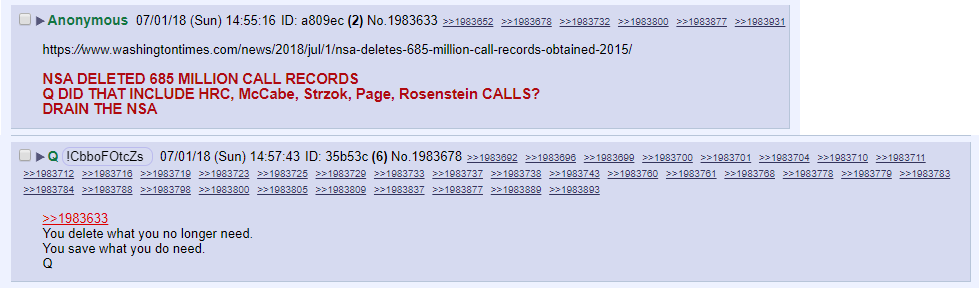 Anonymous 07/01/18 (Sun) 14:55:16 ID: a809ec (2) No.1983633 >>1983652 >>1983678 >>1983732 >>1983800 >>1983877 >>1983931
https://www.washingtontimes.com/news/2018/jul/1/nsa-deletes-685-million-call-records-obtained-2015/
NSA DELETED 685 MILLION CALL RECORDS
Q DID THAT INCLUDE HRC, McCabe, Strzok, Page, Rosenstein CALLS?
DRAIN THE NSA
Q !CbboFOtcZs 07/01/18 (Sun) 14:57:43 ID: 35b53c (6) No.1983678 >>1983692 >>1983696 >>1983699 >>1983700 >>1983701 >>1983704 >>1983710 >>1983711
>>1983712 >>1983716 >>1983719 >>1983723 >>1983725 >>1983729 >>1983733 >>1983737 >>1983738 >>1983743 >>1983760 >>1983761 >>1983768 >>1983778 >>1983779 >>1983783
>>1983784 >>1983788 >>1983798 >>1983800 >>1983805 >>1983809 >>1983837 >>1983877 >>1983889 >>1983893
>>1983633
You delete what you no longer need.
You save what you do need.
Q